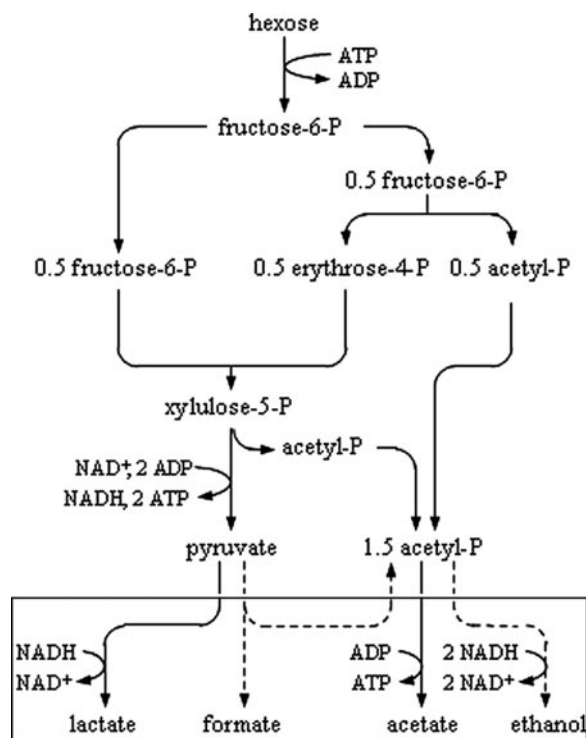 hexose
ATP
ADP
fructose-6-P
0.5 fructose-6-P
0.5 fructose-6-P 0.5 erythrose-4-P 0.5 acetyl-P
xylulose-5-P
acetyl-P
NAD⁺, 2 ADP
NADH, 2 ATP
pyruvate 1.5 acetyl-P
NADH ADP 2 NADH
NAD⁺ ATP 2 NAD⁺
lactate formate acetate ethanol